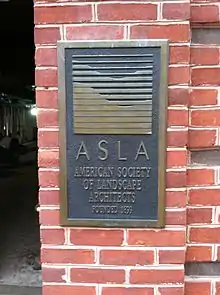 ASLA
AMERICAN SOCIETY
OF LANDSCAPE
ARCHITECTS
FOUNDED 1899